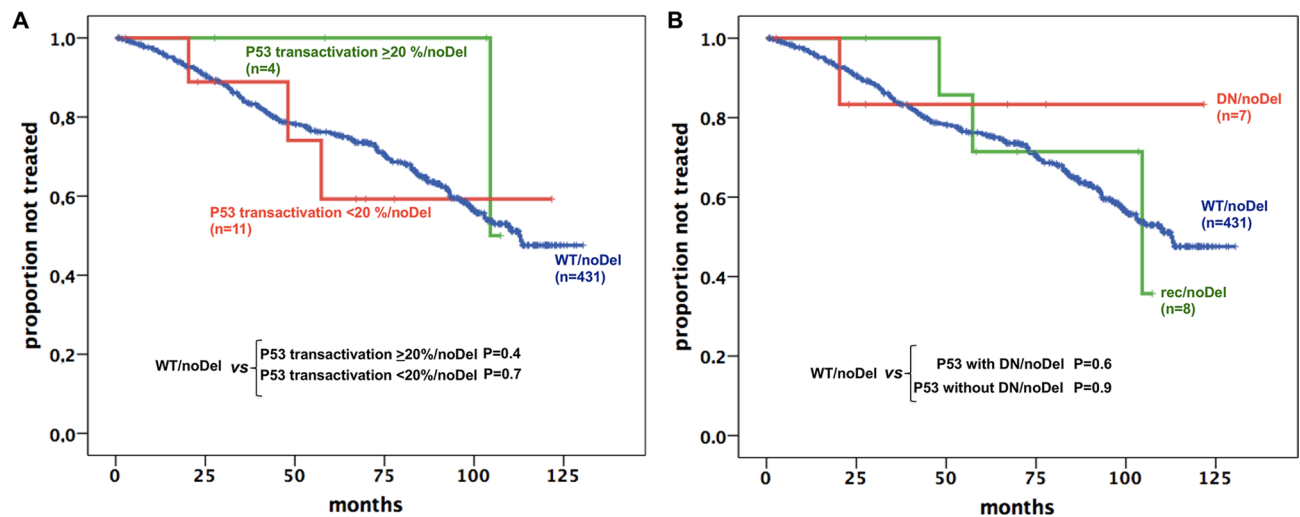 A
1.0
0.8
0.6
0.4
0,2
0.0
proportion not treated
P53 transactivation ≥20 %/noDel
(n=4)
P53 transactivation <20 %/noDel
(n=11)
WT/noDel
(n=431)
WT/noDel vs
P53 transactivation ≥20%/noDel P=0.4
P53 transactivation <20%/noDel P=0.7
0 25 50 75 100 125
months
B
1.0
0.8
0.6
0.4
0.2
0.0
proportion not treated
DN/noDel
(n=7)
WT/noDel
(n=431)
rec/noDel
(n=8)
WT/noDel vs
P53 with DN/noDel P=0.6
P53 without DN/noDel P=0.9
0 25 50 75 100 125
months